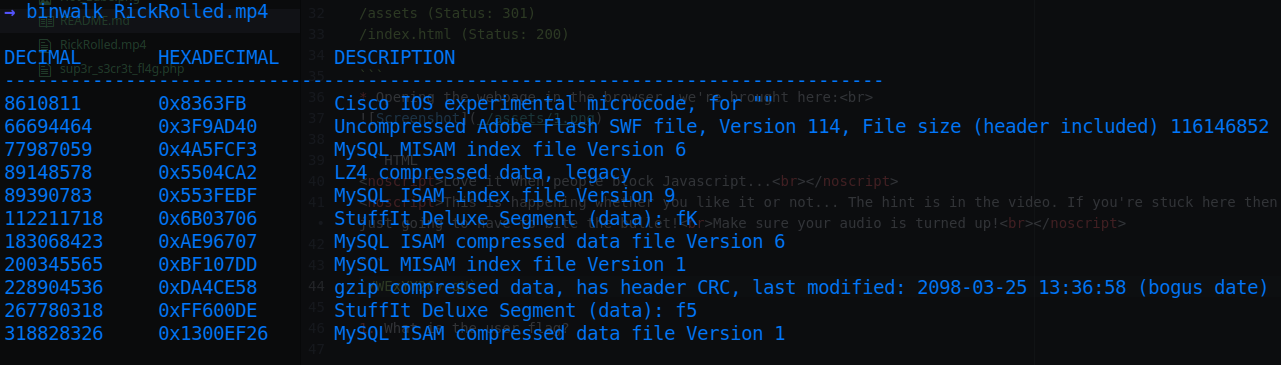 → binwalk RickRolled.mp4
README.md
RickRolled.mp4
sup3r_s3cr3t_fl4g.php
32 /assets (Status: 301)
33 /index.html (Status: 200)
34
35 ```
36 * Opening the webpage in the browser, we're brought here:<br>
37
38
39 HTML
40 <noscript>Love it when people block Javascript...<br></noscript>
41 <noscript>This is happening whether you like it or not... The hint is in the video. If you're stuck here then
just going to have to bite the bullet!<br>Make sure your audio is turned up!<br></noscript>
42
43
44
45
46 What is the user flag?
47
DECIMAL HEXADECIMAL DESCRIPTION
--------------------------------------------------------------------------------
8610811 0x8363FB Cisco IOS experimental microcode, for ""
66694464 0x3F9AD40 Uncompressed Adobe Flash SWF file, Version 114, File size (header included) 116146852
77987059 0x4A5FCF3 MySQL MISAM index file Version 6
89148578 0x5504CA2 LZ4 compressed data, legacy
89390783 0x553FEBF MySQL ISAM index file Version 9
112211718 0x6B03706 StuffIt Deluxe Segment (data): fK
183068423 0xAE96707 MySQL ISAM compressed data file Version 6
200345565 0xBF107DD MySQL MISAM index file Version 1
228904536 0xDA4CE58 gzip compressed data, has header CRC, last modified: 2098-03-25 13:36:58 (bogus date)
267780318 0xFF600DE StuffIt Deluxe Segment (data): f5
318828326 0x1300EF26 MySQL ISAM compressed data file Version 1